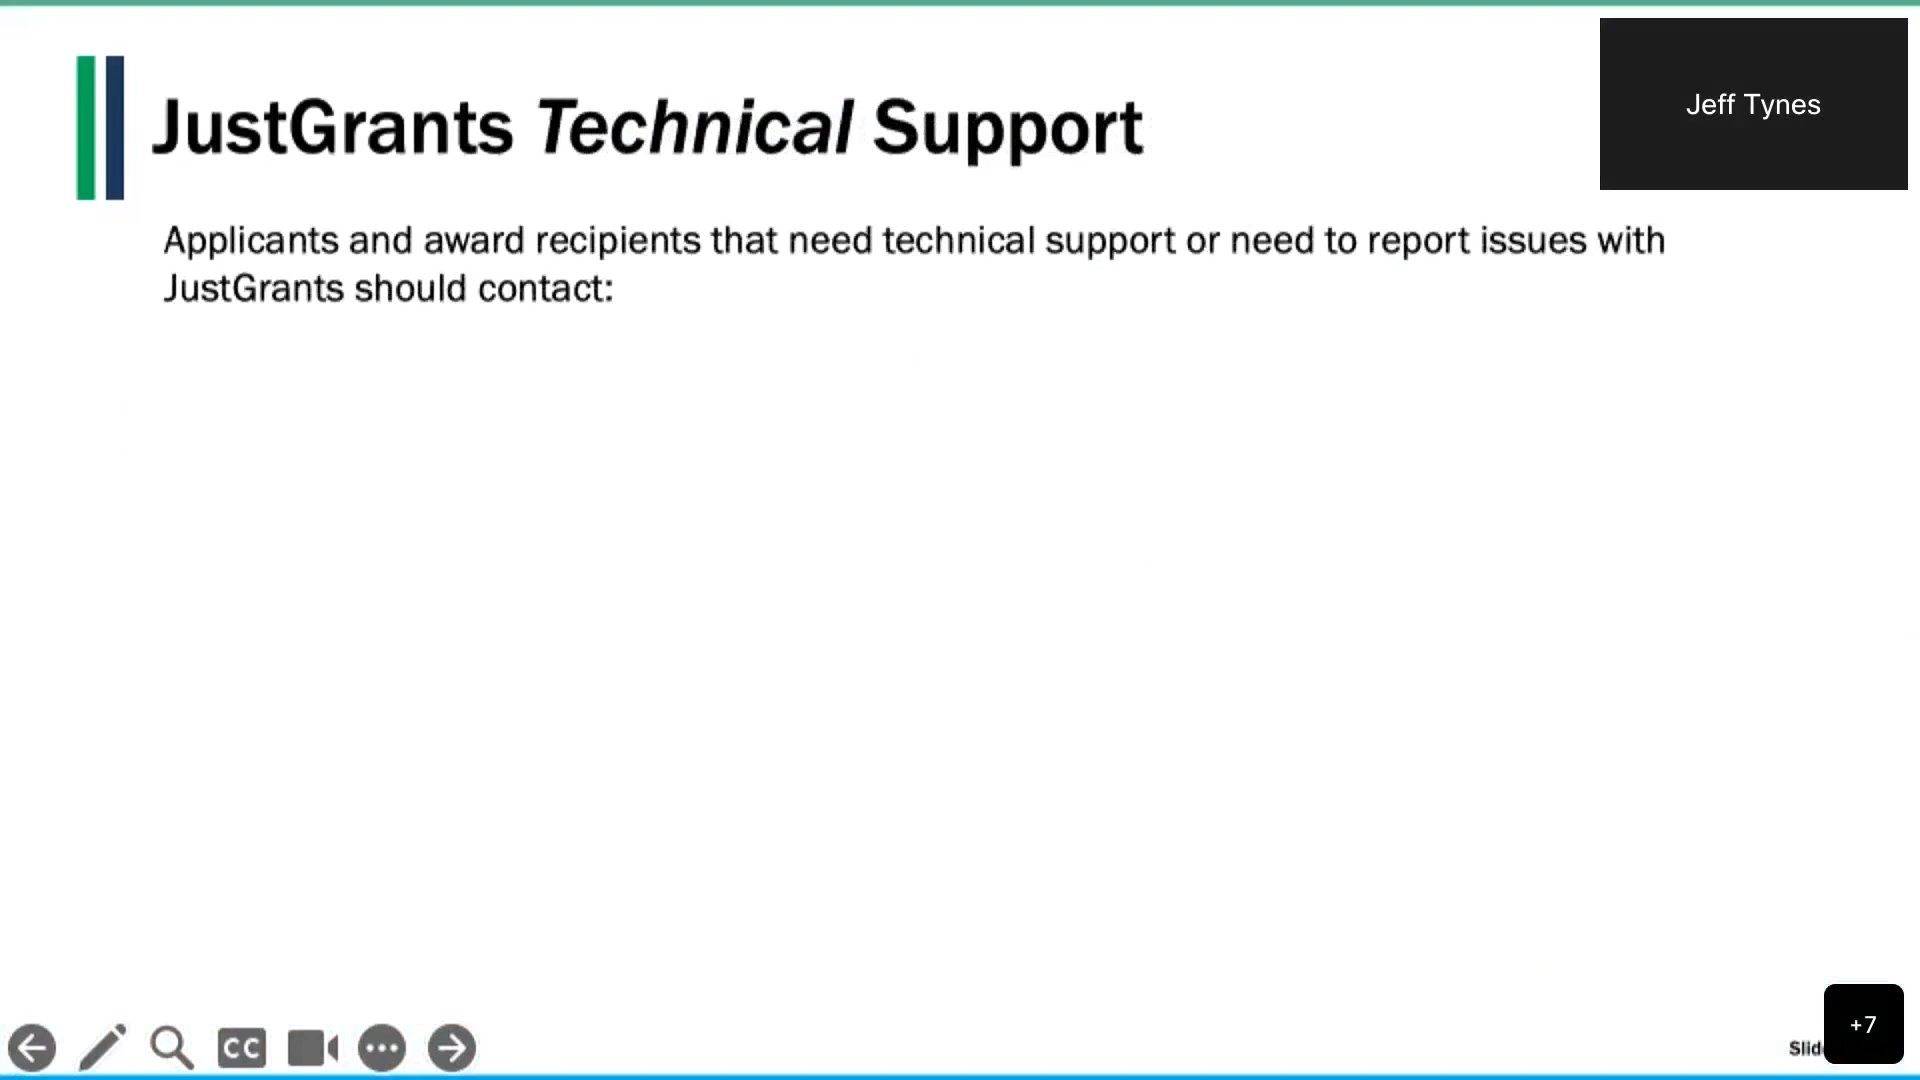 JustGrants Technical Support
Jeff Tynes
Applicants and award recipients that need technical support or need to report issues with
JustGrants should contact:
CC
+7